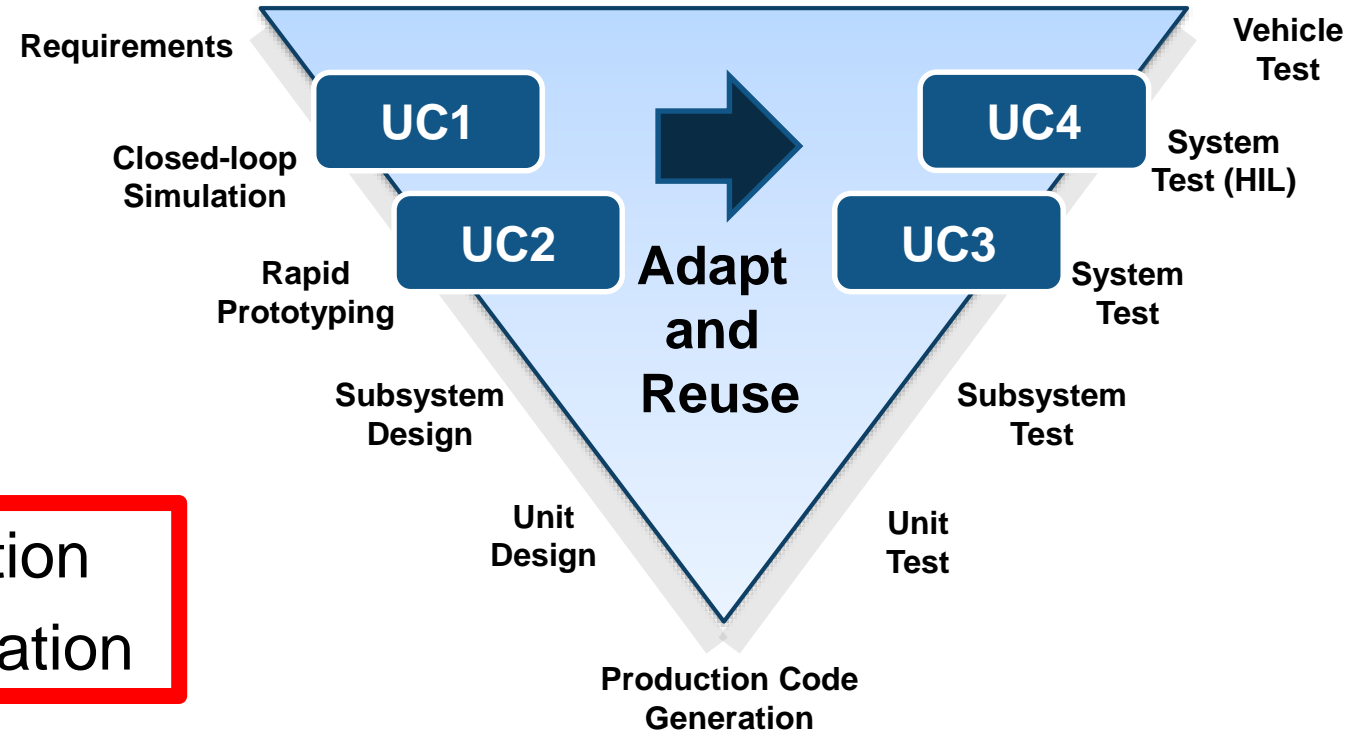 Requirements
Vehicle
Test
UC1
UC4
Closed-loop
Simulation
System
Test (HIL)
UC2
UC3
Adapt
and
Reuse
Rapid
Prototyping
System
Test
Subsystem
Design
Subsystem
Test
Unit
Design
Unit
Test
tion
ation
Production Code
Generation